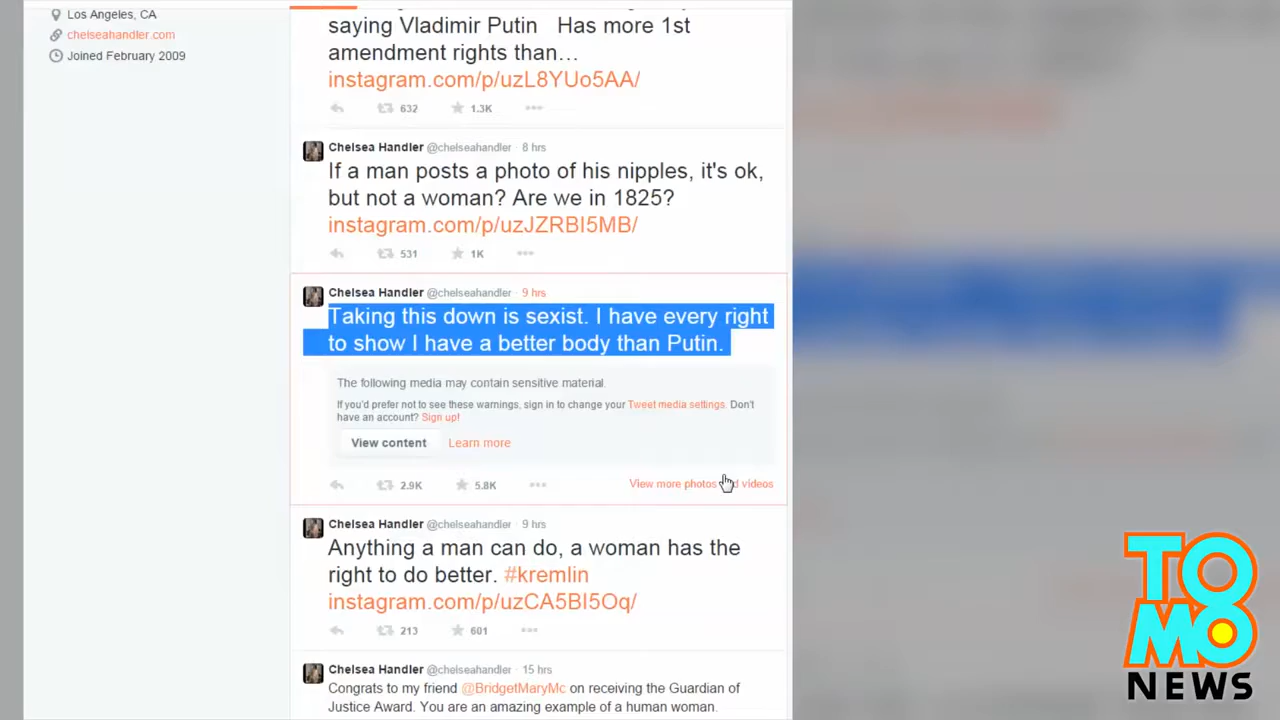 Los Angeles, CA
chelseahandler.com
Joined February 2009
saying Vladimir Putin Has more 1st
amendment rights than…
instagram.com/p/uzL8YUo5AA/
632 1.3K
Chelsea Handler @chelseahandler · 8 hrs
If a man posts a photo of his nipples, it's ok,
but not a woman? Are we in 1825?
instagram.com/p/uzJZRBI5MB/
531 1K
Chelsea Handler @chelseahandler · 9 hrs
Taking this down is sexist. I have every right
to show I have a better body than Putin.
The following media may contain sensitive material.
If you'd prefer not to see these warnings, sign in to change your Tweet media settings. Don't
have an account? Sign up!
View content Learn more
2.9K 5.8K View more photos videos
Chelsea Handler @chelseahandler · 9 hrs
Anything a man can do, a woman has the
right to do better. #kremlin
instagram.com/p/uzCA5BI5Oq/
213 601
Chelsea Handler @chelseahandler · 15 hrs
Congrats to my friend @BridgetMaryMc on receiving the Guardian of
Justice Award. You are an amazing example of a human woman.
TOMO
NEWS